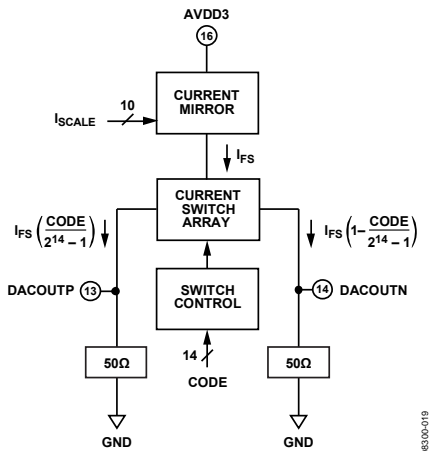 AVDD3
16
CURRENT
MIRROR
10
ISCALE
IFS
CURRENT
SWITCH
ARRAY
IFS (CODE / 2^14 – 1)
IFS (1– CODE / 2^14 – 1)
DACOUTP 13
14 DACOUTN
SWITCH
CONTROL
50Ω
14
50Ω
CODE
GND
GND
08300-019